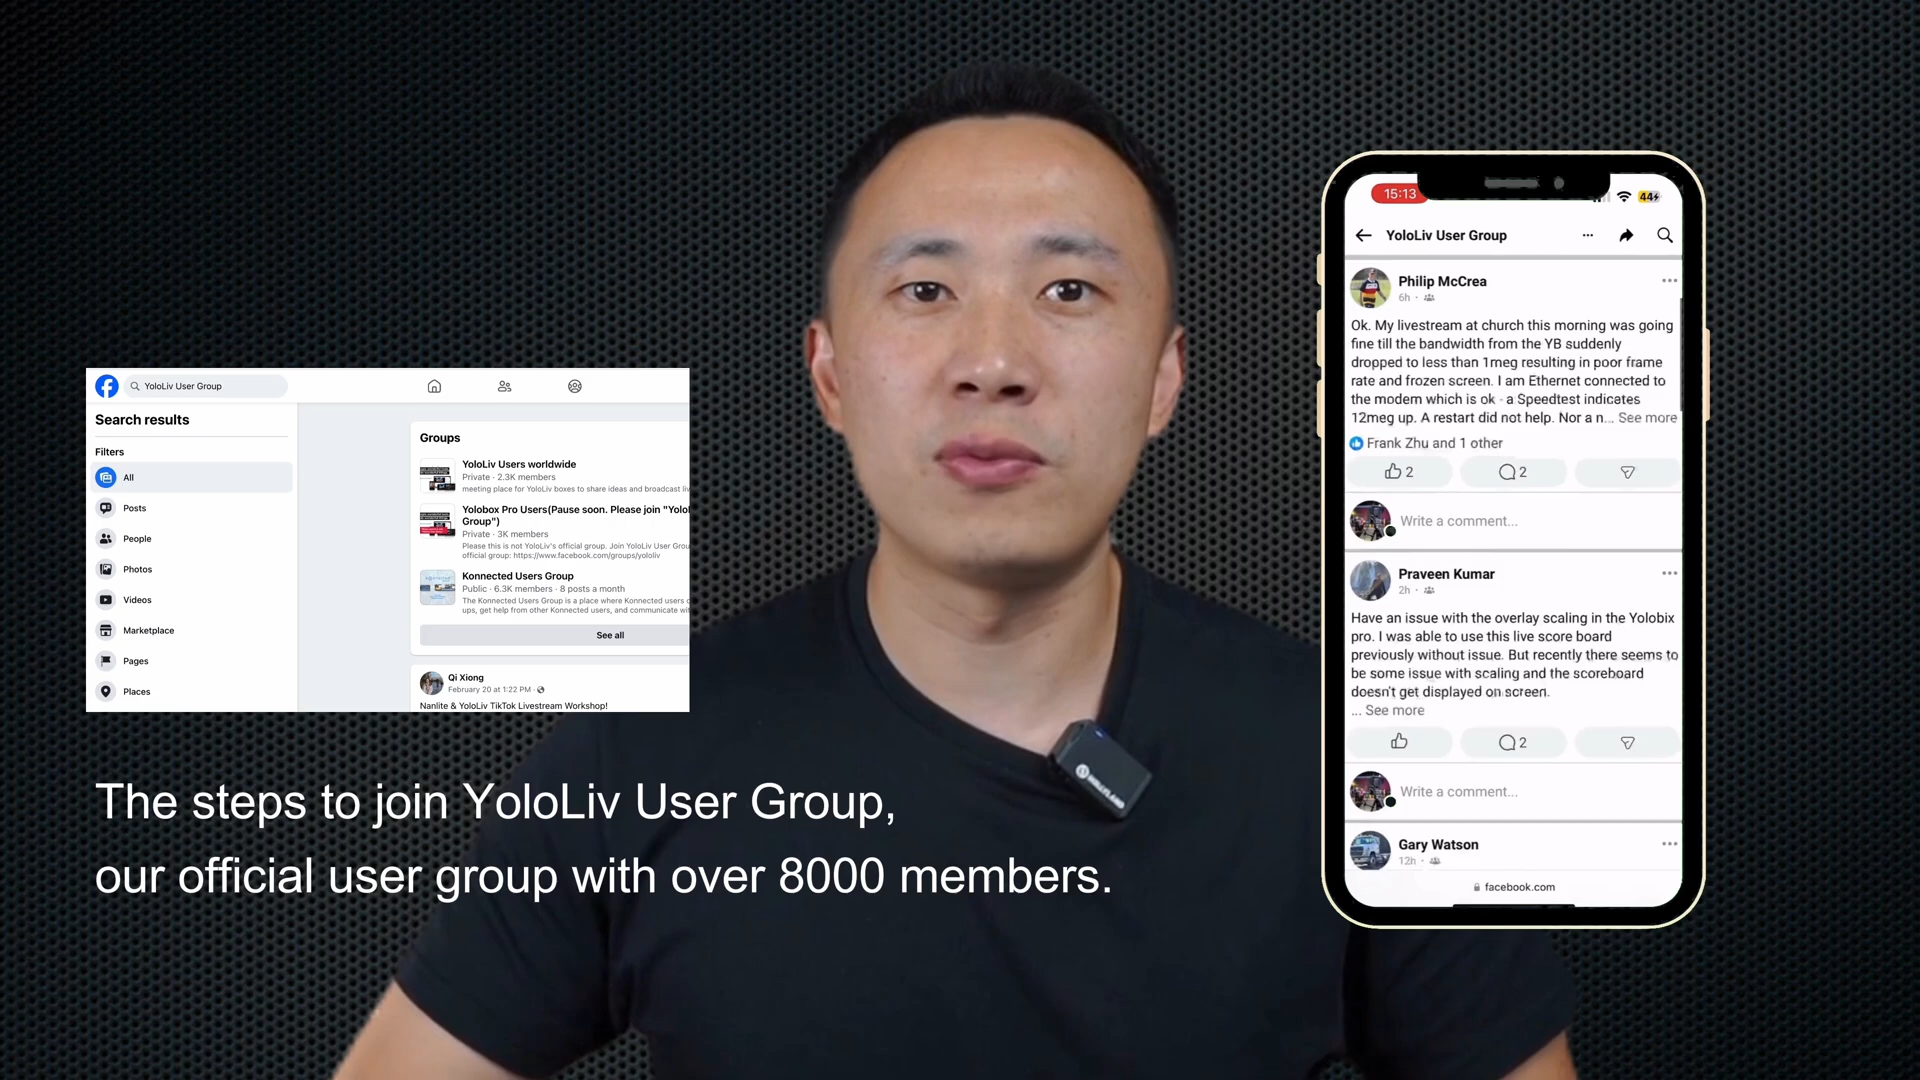 YoloLiv User Group
Search results
Filters
All
Posts
People
Photos
Videos
Marketplace
Pages
Places
Groups
YoloLiv Users worldwide
Private · 2.3K members
meeting place for YoloLiv boxes to share ideas and broadcast
Yolobox Pro Users(Pause soon. Please join "Yolo
Group")
Private · 3K members
Please this is not YoloLiv's official group. Join YoloLiv User
official group: https://www.facebook.com/groups/yololiv
Konnected Users Group
Public · 6.3K members · 8 posts a month
The Konnected Users Group is a place where Konnected users
ups, get help from other Konnected users, and communicate
See all
Qi Xiong
February 20 at 1:22 PM ·
Nanlite & YoloLiv TikTok Livestream Workshop!
The steps to join YoloLiv User Group,
our official user group with over 8000 members.
15:13
44
YoloLiv User Group
Philip McCrea
6h ·
Ok. My livestream at church this morning was going
fine till the bandwidth from the YB suddenly
dropped to less than 1meg resulting in poor frame
rate and frozen screen. I am Ethernet connected to
the modem which is ok - a Speedtest indicates
12meg up. A restart did not help. Nor a n... See more
Frank Zhu and 1 other
2
2
Write a comment...
Praveen Kumar
2h ·
Have an issue with the overlay scaling in the Yolobix
pro. I was able to use this live score board
previously without issue. But recently there seems to
be some issue with scaling and the scoreboard
doesn't get displayed on screen.
... See more
2
Write a comment...
Gary Watson
12h ·
facebook.com